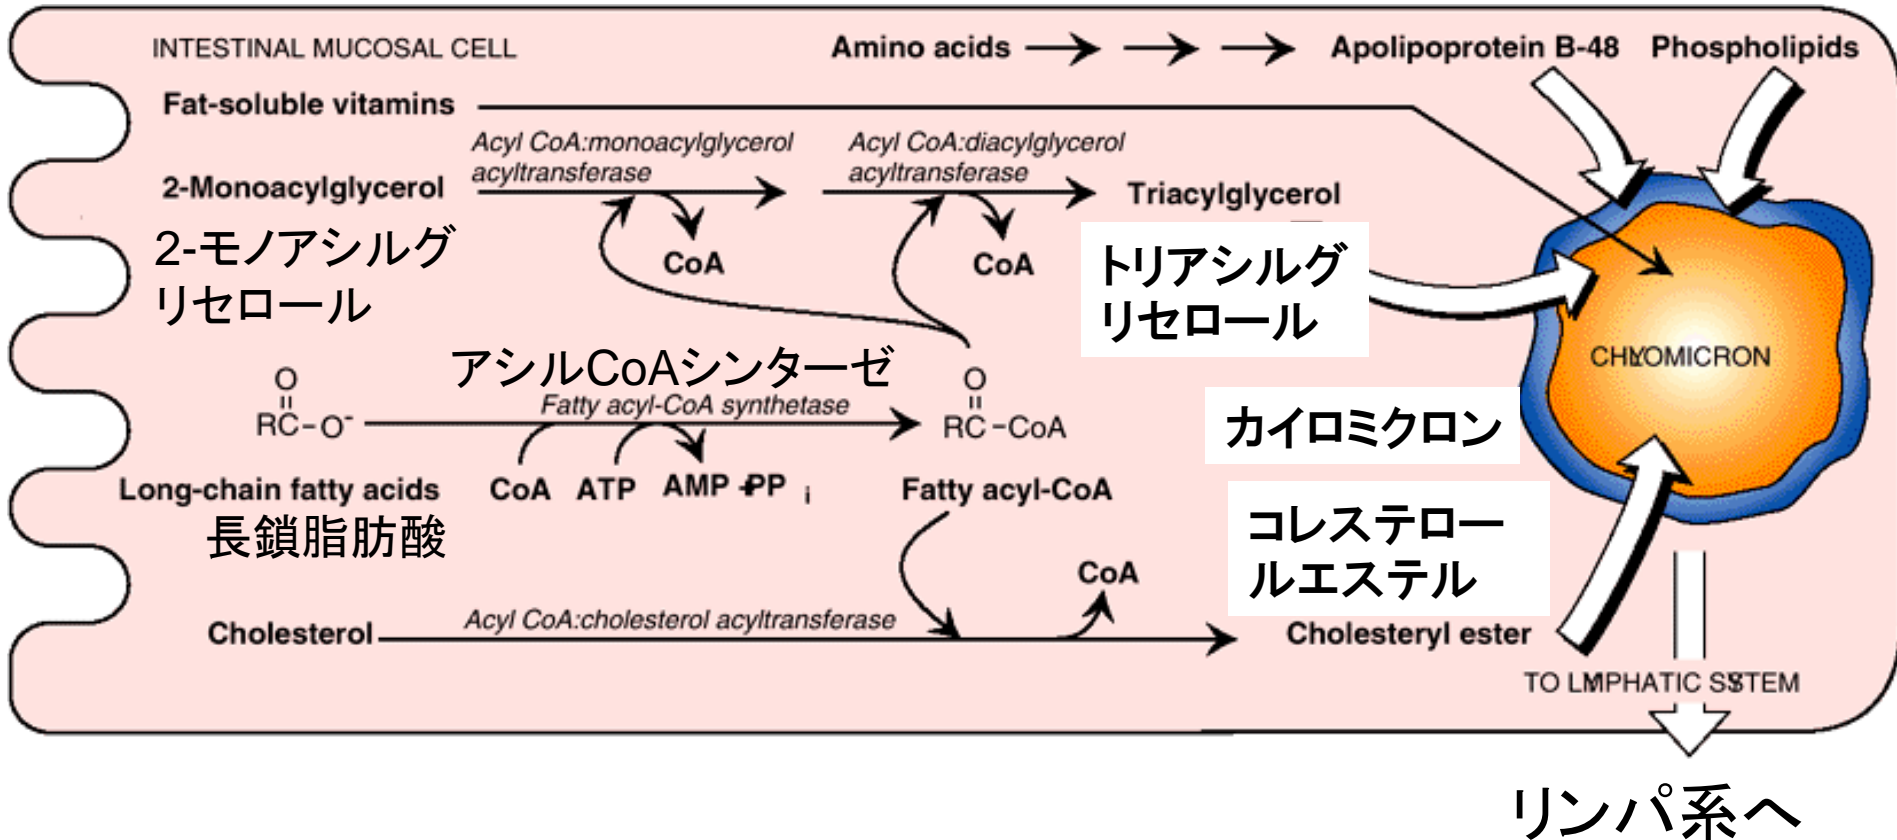 INTESTINAL MUCOSAL CELL
Amino acids
Apolipoprotein B-48
Phospholipids
Fat-soluble vitamins
Acyl CoA:monoacylglycerol
acyltransferase
Acyl CoA:diacylglycerol
acyltransferase
2-Monoacylglycerol
Triacylglycerol
2-モノアシルグ
リセロール
CoA
CoA
トリアシルグ
リセロール
CHYLOMICRON
アシルCoAシンターゼ
Fatty acyl-CoA synthetase
O
RC-O-
O
RC-CoA
カイロミクロン
Long-chain fatty acids
長鎖脂肪酸
CoA
ATP
AMP + PPi
Fatty acyl-CoA
コレステロー
ルエステル
CoA
Cholesterol
Acyl CoA:cholesterol acyltransferase
Cholesteryl ester
TO LYMPHATIC SYSTEM
リンパ系へ